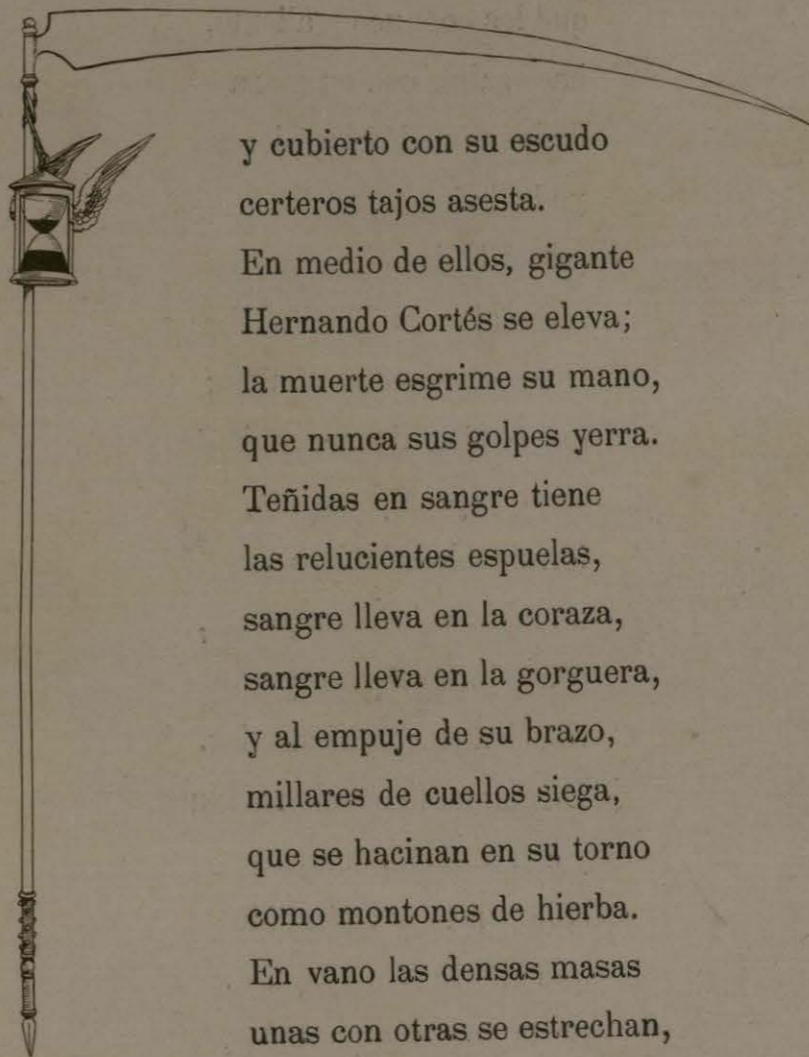 y cubierto con su escudo
certeros tajos asesta.
En medio de ellos, gigante
Hernando Cortés se eleva;
la muerte esgrime su mano,
que nunca sus golpes yerra.
Teñidas en sangre tiene
las relucientes espuelas,
sangre lleva en la coraza,
sangre lleva en la gorguera,
y al empuje de su brazo,
millares de cuellos siega,
que se hacinan en su torno
como montones de hierba.
En vano las densas masas
unas con otras se estrechan,